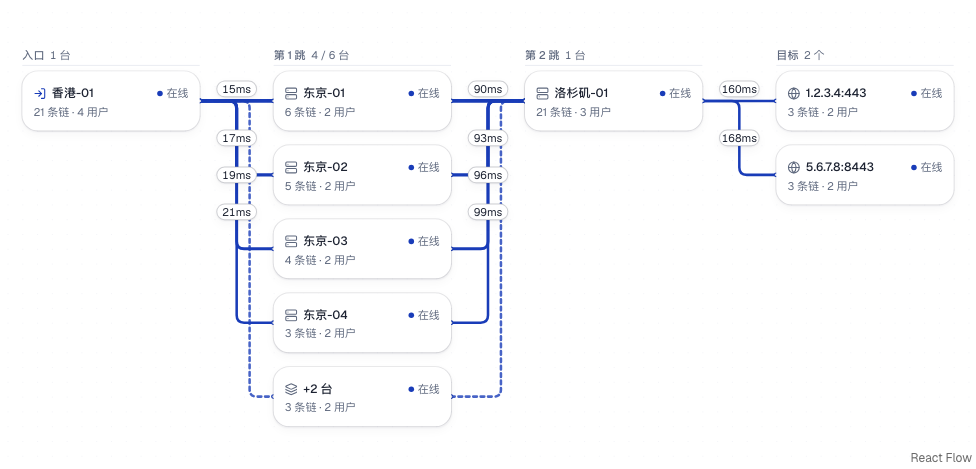 入口 1 台
香港-01
在线
21 条链 · 4 用户
15ms
17ms
19ms
21ms
第 1 跳 4 / 6 台
东京-01
在线
6 条链 · 2 用户
东京-02
在线
5 条链 · 2 用户
东京-03
在线
4 条链 · 2 用户
东京-04
在线
3 条链 · 2 用户
+2 台
在线
3 条链 · 2 用户
90ms
93ms
96ms
99ms
第 2 跳 1 台
洛杉矶-01
在线
21 条链 · 3 用户
160ms
168ms
目标 2 个
1.2.3.4:443
在线
3 条链 · 2 用户
5.6.7.8:8443
在线
3 条链 · 2 用户
React Flow